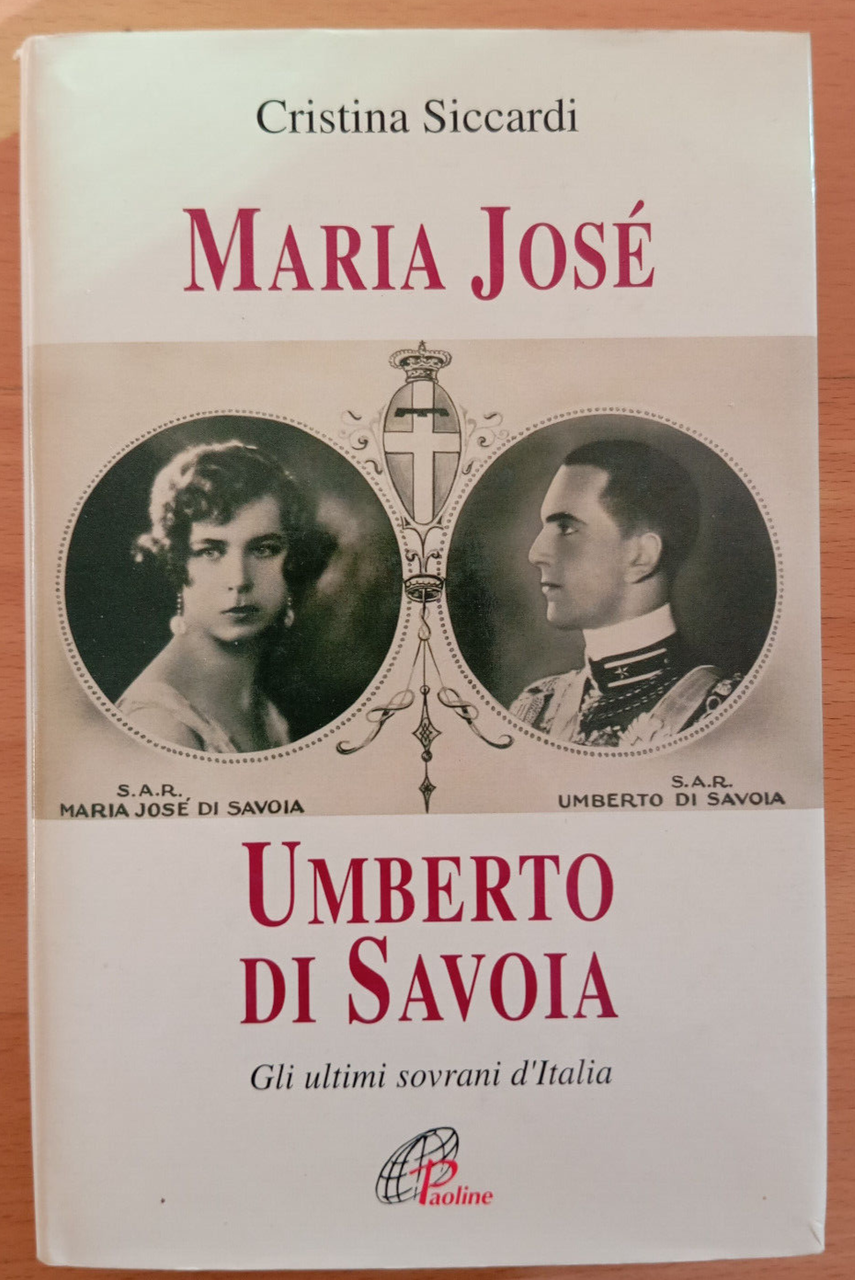 Cristina Siccardi
MARIA JOSÉ
S.A.R.
MARIA JOSÉ DI SAVOIA
S.A.R.
UMBERTO DI SAVOIA
UMBERTO
DI SAVOIA
Gli ultimi sovrani d'Italia
Paoline